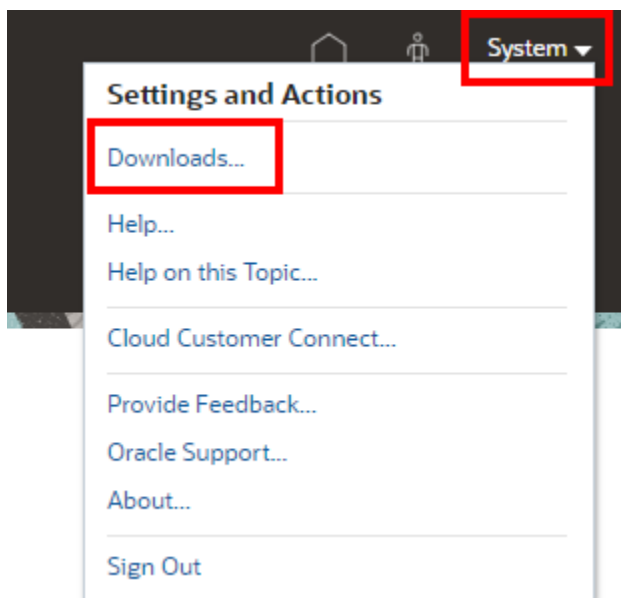 System
Settings and Actions
Downloads...
Help...
Help on this Topic...
Cloud Customer Connect...
Provide Feedback...
Oracle Support...
About...
Sign Out